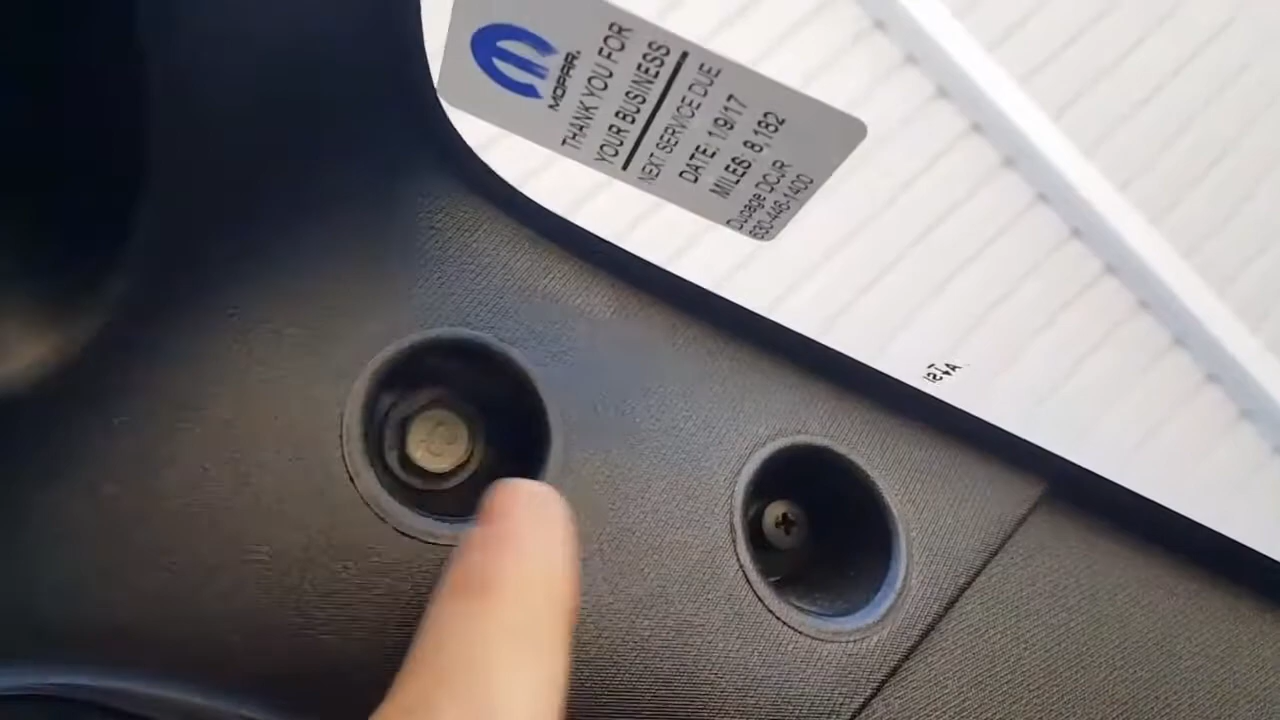 MOPAR.
THANK YOU FOR
YOUR BUSINESS
NEXT SERVICE DUE
DATE: 1/9/17
MILES: 8,182
Dupage DCJR
630-446-1400